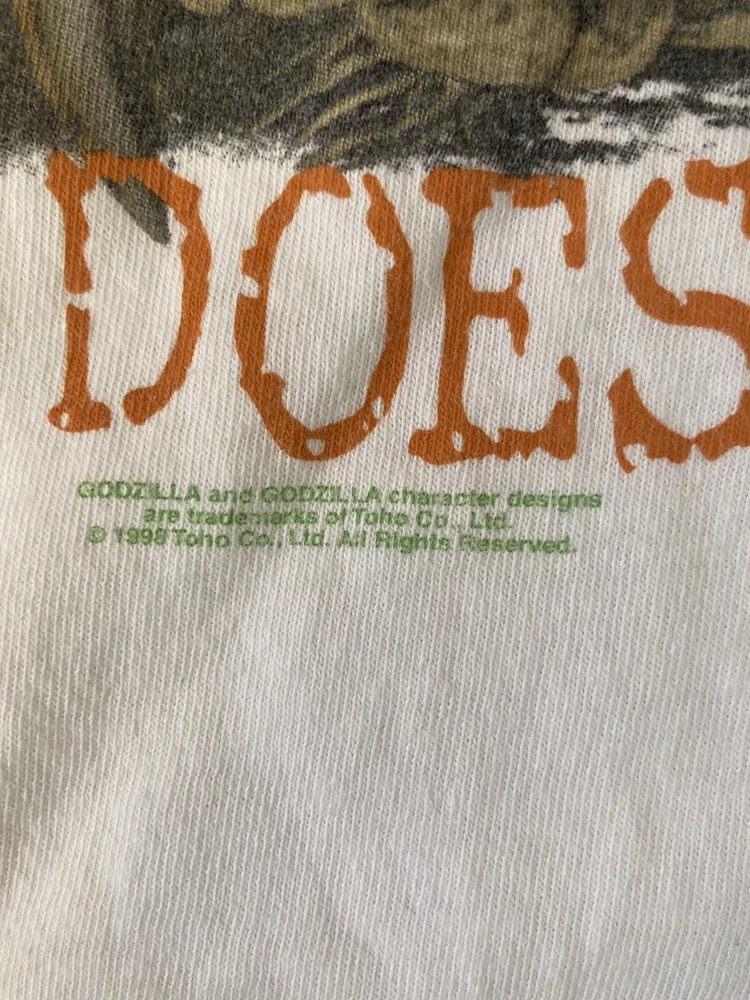 DOES
GODZILLA and GODZILLA character designs
are trademarks of Toho Co., Ltd.
© 1998 Toho Co., Ltd. All Rights Reserved.